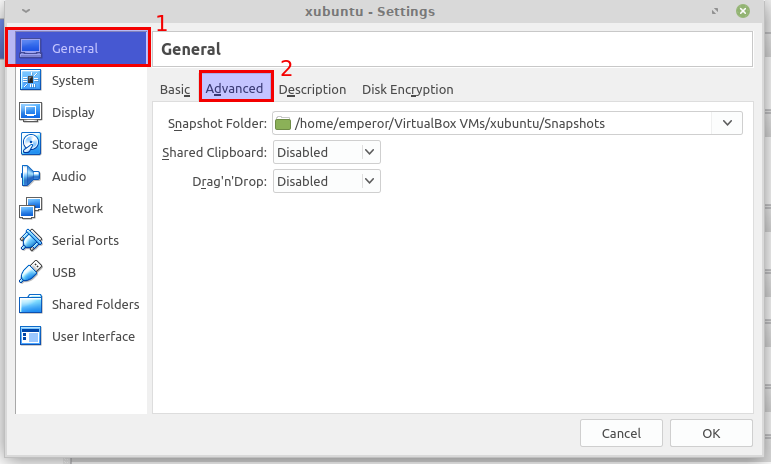 xubuntu - Settings
1
General
System
Display
Storage
Audio
Network
Serial Ports
USB
Shared Folders
User Interface
General
2
Basic Advanced Description Disk Encryption
Snapshot Folder: /home/emperor/VirtualBox VMs/xubuntu/Snapshots
Shared Clipboard: Disabled
Drag'n'Drop: Disabled
Cancel OK